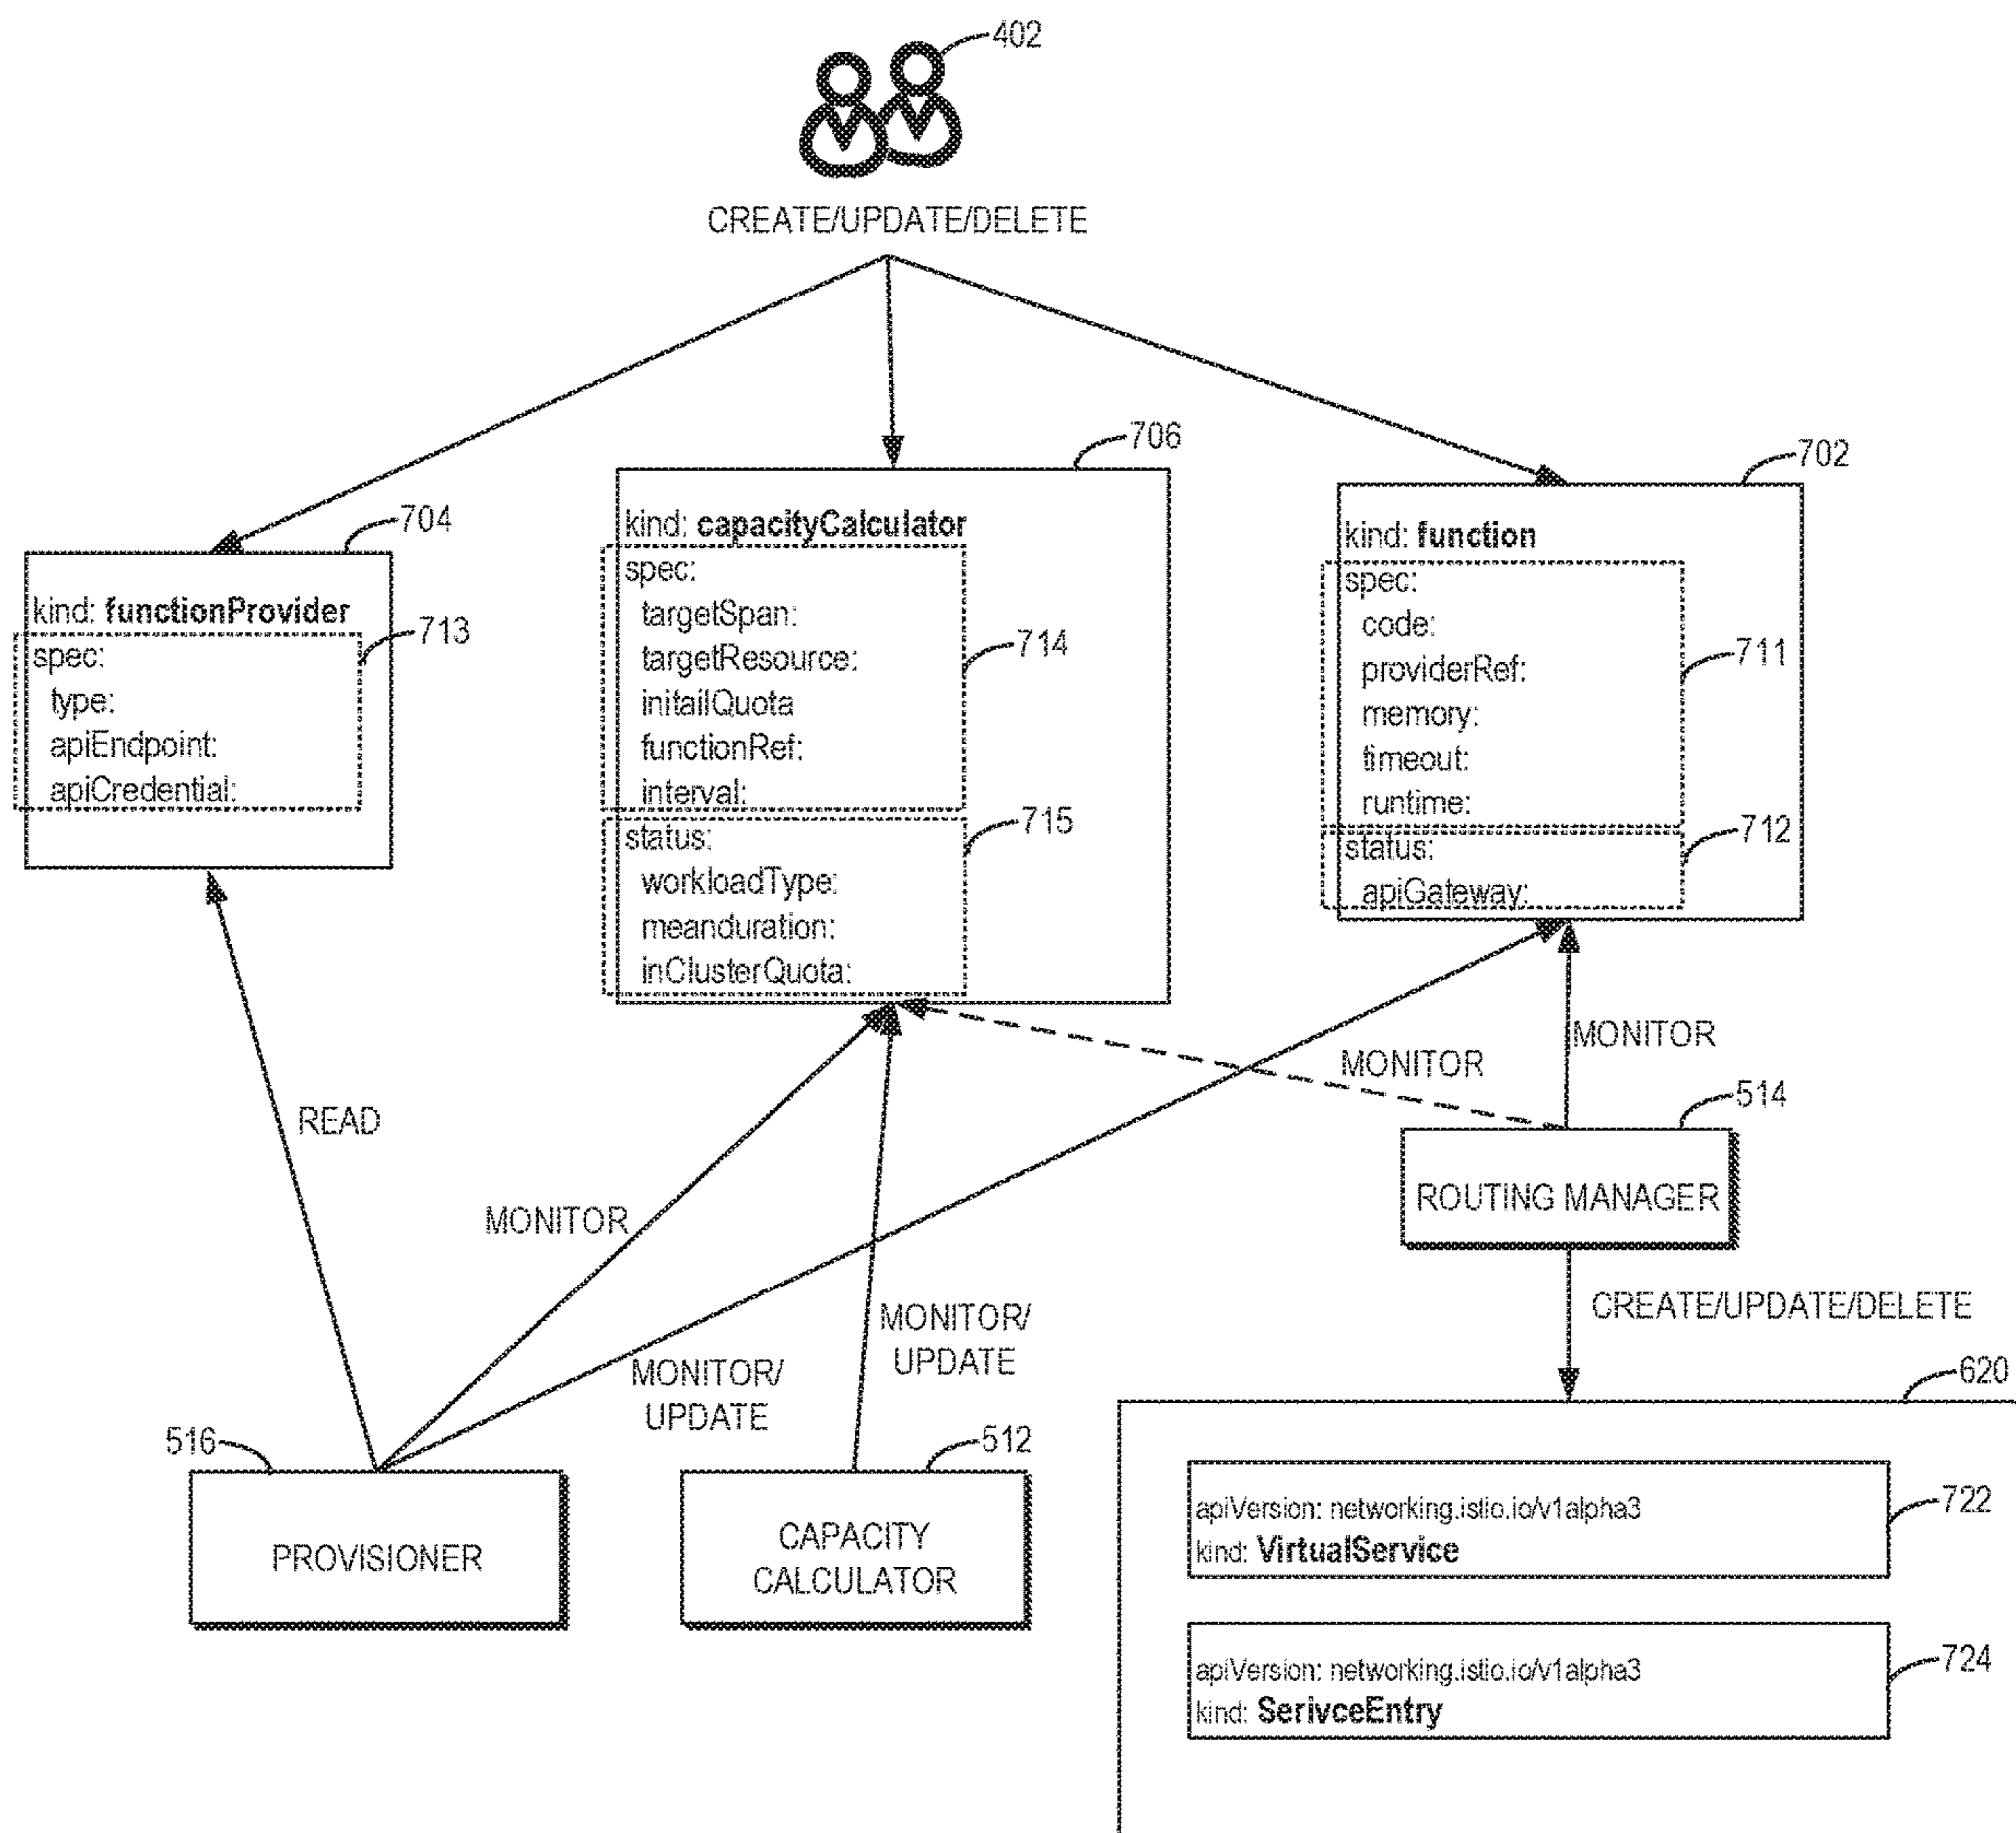 402
CREATE/UPDATE/DELETE
704
kind: functionProvider
713
spec:
type:
apiEndpoint:
apiCredential:
706
kind: capacityCalculator
spec:
targetSpan:
targetResource:
714
initailQuota
functionRef:
interval:
715
status:
workloadType:
meanduration:
inClusterQuota:
702
kind: function
spec:
code:
711
providerRef:
memory:
timeout:
runtime:
712
status:
apiGateway:
READ
MONITOR
MONITOR/
UPDATE
MONITOR/
UPDATE
MONITOR
MONITOR
514
ROUTING MANAGER
CREATE/UPDATE/DELETE
516
PROVISIONER
512
CAPACITY
CALCULATOR
620
722
apiVersion: networking.istio.io/v1alpha3
kind: VirtualService
724
apiVersion: networking.istio.io/v1alpha3
kind: SerivceEntry